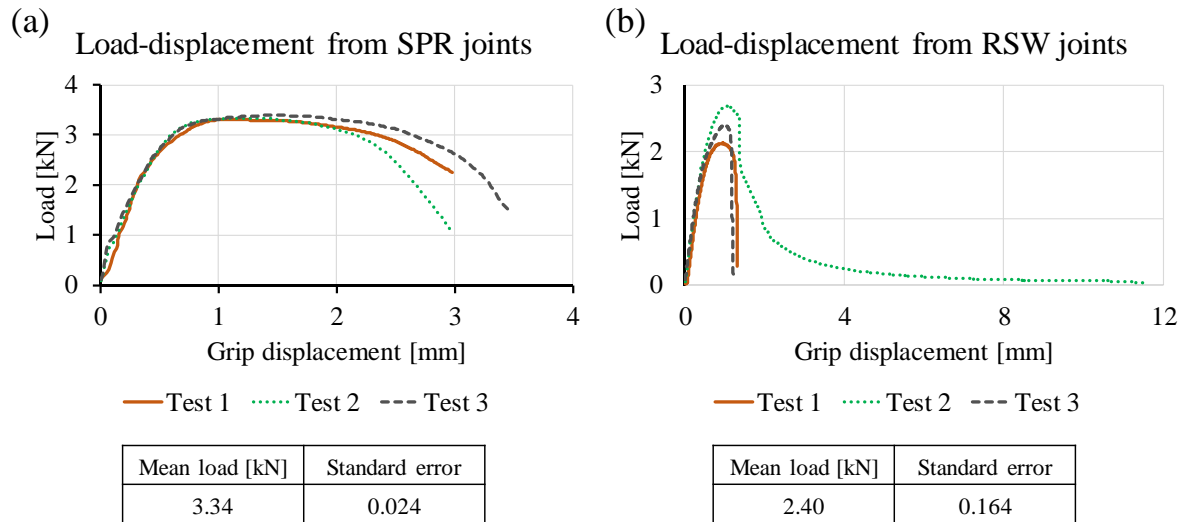 (a)
Load-displacement from SPR joints
4
3
2
1
0
Load [kN]
0 1 2 3 4
Grip displacement [mm]
Test 1 Test 2 Test 3
Mean load [kN] Standard error
3.34 0.024
(b)
Load-displacement from RSW joints
3
2
1
0
Load [kN]
0 4 8 12
Grip displacement [mm]
Test 1 Test 2 Test 3
Mean load [kN] Standard error
2.40 0.164